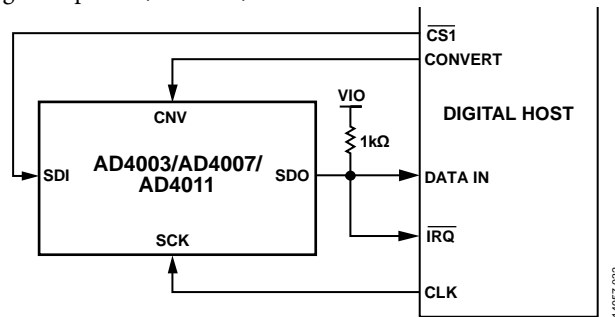 CS1
CONVERT
VIO
CNV
DIGITAL HOST
1kΩ
AD4003/AD4007/
AD4011
SDI
SDO
DATA IN
SCK
IRQ
CLK